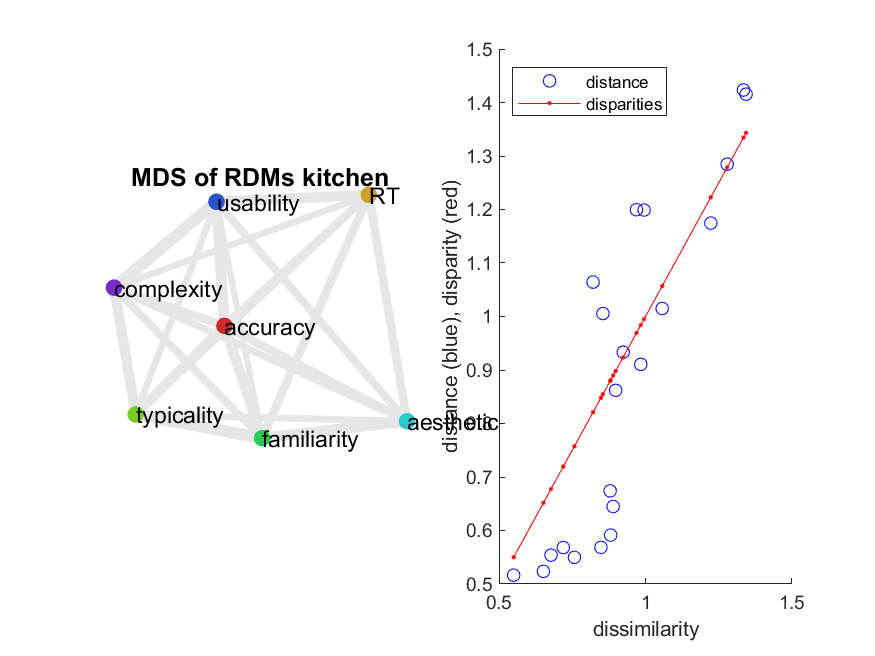 MDS of RDMs kitchen
usability
RT
complexity
accuracy
typicality
familiarity
aesthetic
distance (blue), disparity (red)
1.5
1.4
1.3
1.2
1.1
1
0.9
0.8
0.7
0.6
0.5
distance
disparities
0.5
1
1.5
dissimilarity